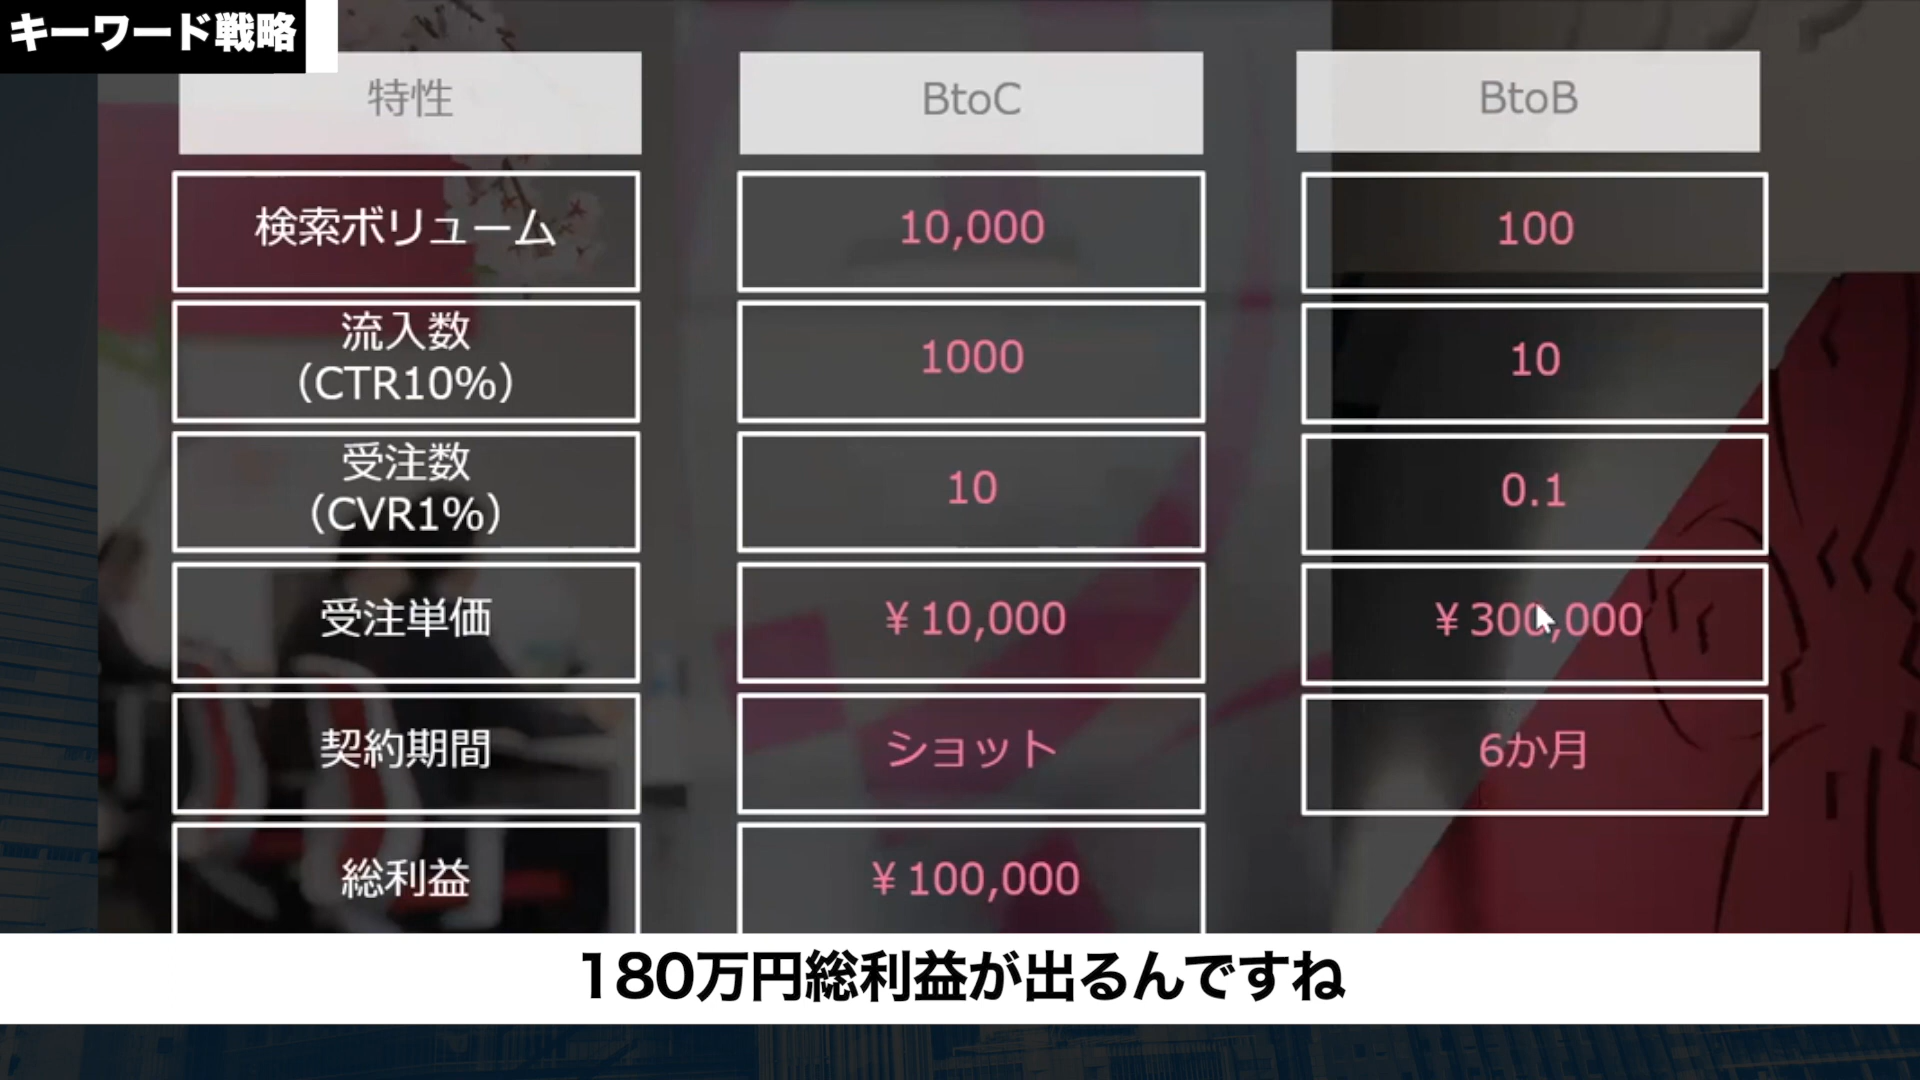 キーワード戦略
特性 BtoC BtoB
検索ボリューム 10,000 100
流入数
（CTR10%） 1000 10
受注数
（CVR1%） 10 0.1
受注単価 ￥10,000 ￥300,000
契約期間 ショット 6か月
総利益 ￥100,000
180万円総利益が出るんですね